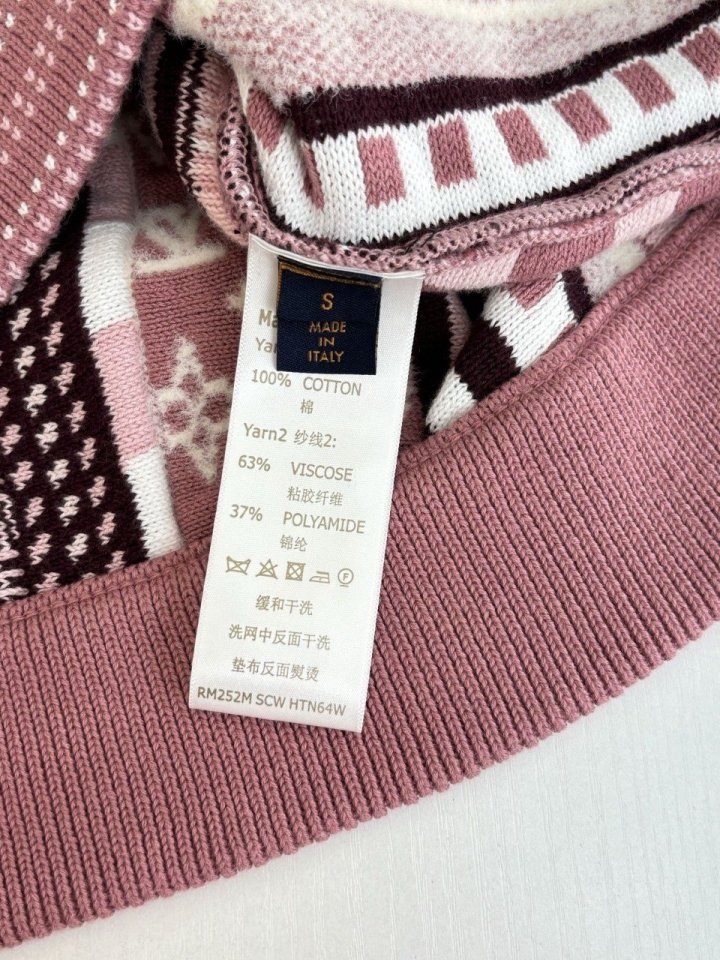 S
MADE
IN
ITALY
Ma
Yar
100% COTTON
棉
Yarn2 纱线2:
63% VISCOSE
粘胶纤维
37% POLYAMIDE
锦纶
F
缓和干洗
洗网中反面干洗
垫布反面熨烫
RM252M SCW HTN64W